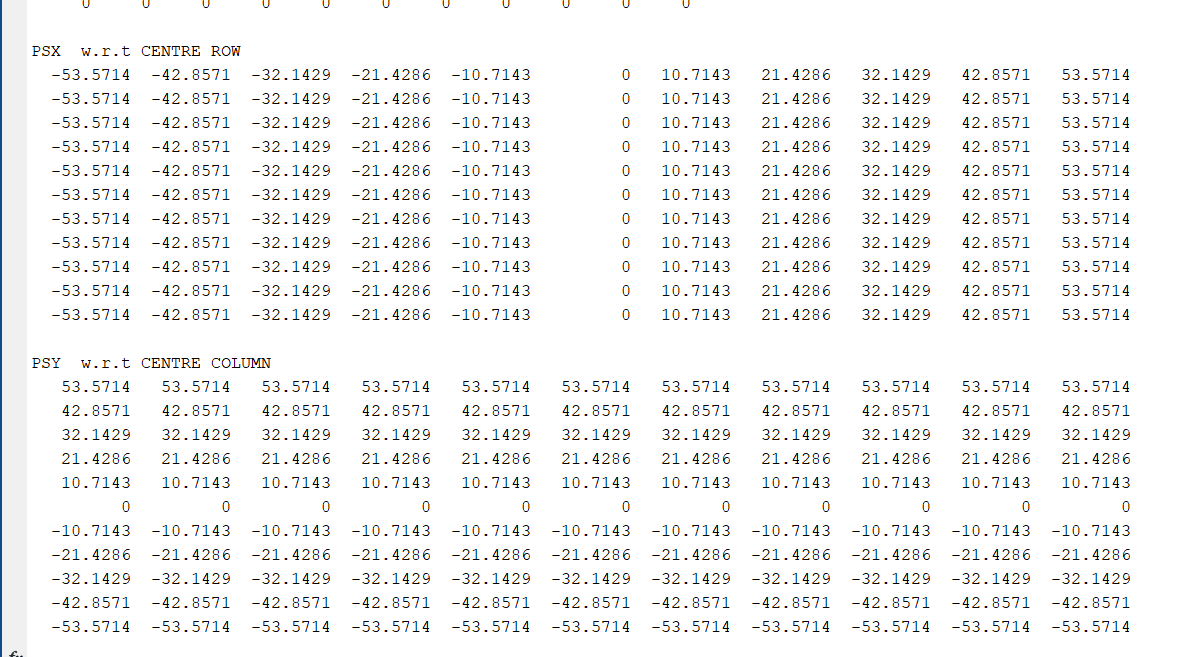 0 0 0 0 0 0 0 0 0 0 0
PSX w.r.t CENTRE ROW
-53.5714 -42.8571 -32.1429 -21.4286 -10.7143 0 10.7143 21.4286 32.1429 42.8571 53.5714
-53.5714 -42.8571 -32.1429 -21.4286 -10.7143 0 10.7143 21.4286 32.1429 42.8571 53.5714
-53.5714 -42.8571 -32.1429 -21.4286 -10.7143 0 10.7143 21.4286 32.1429 42.8571 53.5714
-53.5714 -42.8571 -32.1429 -21.4286 -10.7143 0 10.7143 21.4286 32.1429 42.8571 53.5714
-53.5714 -42.8571 -32.1429 -21.4286 -10.7143 0 10.7143 21.4286 32.1429 42.8571 53.5714
-53.5714 -42.8571 -32.1429 -21.4286 -10.7143 0 10.7143 21.4286 32.1429 42.8571 53.5714
-53.5714 -42.8571 -32.1429 -21.4286 -10.7143 0 10.7143 21.4286 32.1429 42.8571 53.5714
-53.5714 -42.8571 -32.1429 -21.4286 -10.7143 0 10.7143 21.4286 32.1429 42.8571 53.5714
-53.5714 -42.8571 -32.1429 -21.4286 -10.7143 0 10.7143 21.4286 32.1429 42.8571 53.5714
-53.5714 -42.8571 -32.1429 -21.4286 -10.7143 0 10.7143 21.4286 32.1429 42.8571 53.5714
-53.5714 -42.8571 -32.1429 -21.4286 -10.7143 0 10.7143 21.4286 32.1429 42.8571 53.5714
PSY w.r.t CENTRE COLUMN
53.5714 53.5714 53.5714 53.5714 53.5714 53.5714 53.5714 53.5714 53.5714 53.5714 53.5714
42.8571 42.8571 42.8571 42.8571 42.8571 42.8571 42.8571 42.8571 42.8571 42.8571 42.8571
32.1429 32.1429 32.1429 32.1429 32.1429 32.1429 32.1429 32.1429 32.1429 32.1429 32.1429
21.4286 21.4286 21.4286 21.4286 21.4286 21.4286 21.4286 21.4286 21.4286 21.4286 21.4286
10.7143 10.7143 10.7143 10.7143 10.7143 10.7143 10.7143 10.7143 10.7143 10.7143 10.7143
0 0 0 0 0 0 0 0 0 0 0
-10.7143 -10.7143 -10.7143 -10.7143 -10.7143 -10.7143 -10.7143 -10.7143 -10.7143 -10.7143 -10.7143
-21.4286 -21.4286 -21.4286 -21.4286 -21.4286 -21.4286 -21.4286 -21.4286 -21.4286 -21.4286 -21.4286
-32.1429 -32.1429 -32.1429 -32.1429 -32.1429 -32.1429 -32.1429 -32.1429 -32.1429 -32.1429 -32.1429
-42.8571 -42.8571 -42.8571 -42.8571 -42.8571 -42.8571 -42.8571 -42.8571 -42.8571 -42.8571 -42.8571
-53.5714 -53.5714 -53.5714 -53.5714 -53.5714 -53.5714 -53.5714 -53.5714 -53.5714 -53.5714 -53.5714